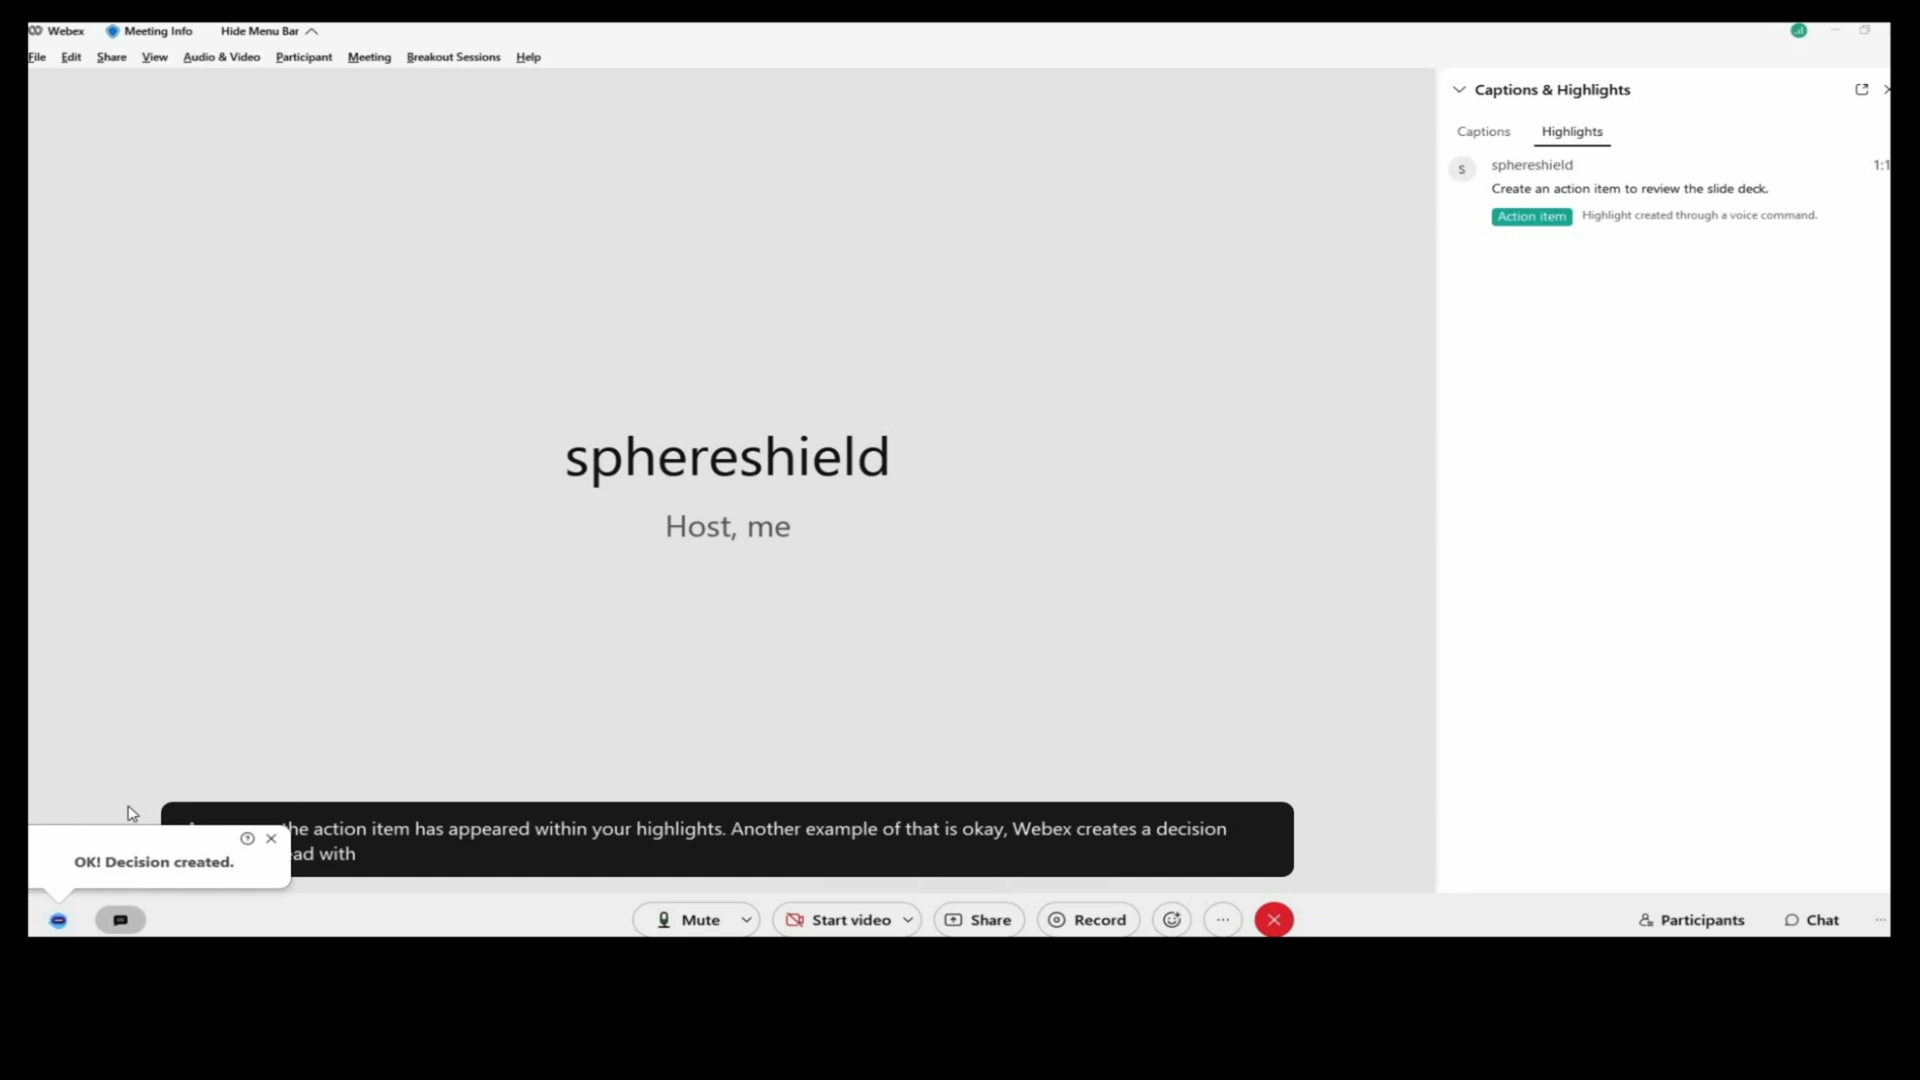 Webex Meeting Info Hide Menu Bar
File Edit Share View Audio & Video Participant Meeting Breakout Sessions Help
Captions & Highlights
Captions Highlights
S sphereshield 1:1
Create an action item to review the slide deck.
Action item Highlight created through a voice command.
sphereshield
Host, me
the action item has appeared within your highlights. Another example of that is okay, Webex creates a decision
ad with
OK! Decision created.
Mute Start video Share Record Participants Chat